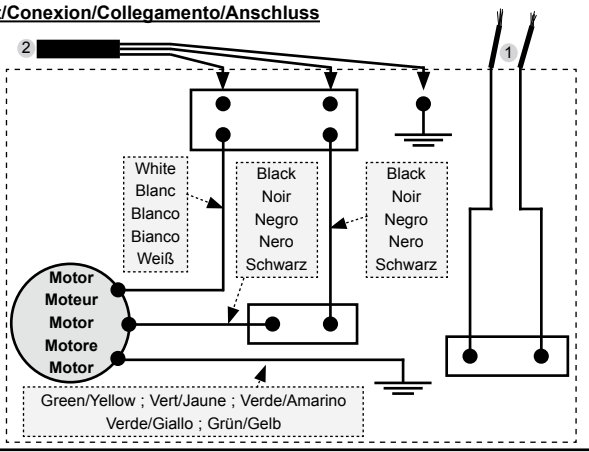 t/Conexion/Collegamento/Anschluss
2
1
White
Blanc
Blanco
Bianco
Weiß
Black
Noir
Negro
Nero
Schwarz
Black
Noir
Negro
Nero
Schwarz
Motor
Moteur
Motor
Motore
Motor
Green/Yellow ; Vert/Jaune ; Verde/Amarino
Verde/Giallo ; Grün/Gelb